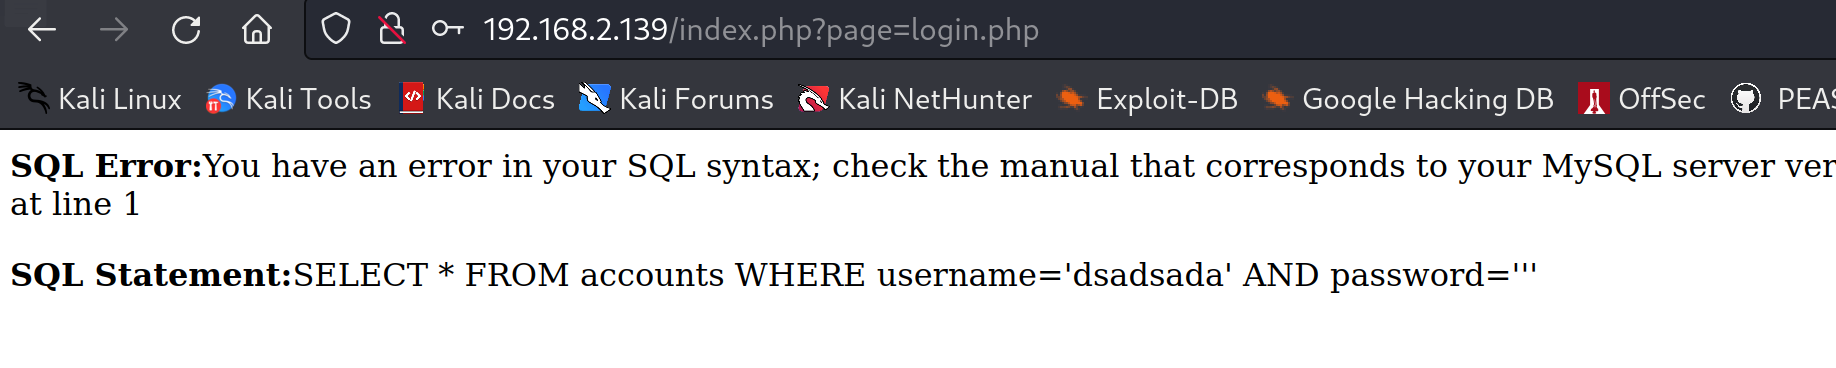 192.168.2.139/index.php?page=login.php
Kali Linux Kali Tools Kali Docs Kali Forums Kali NetHunter Exploit-DB Google Hacking DB OffSec PEAS
SQL Error:You have an error in your SQL syntax; check the manual that corresponds to your MySQL server ver
at line 1
SQL Statement:SELECT * FROM accounts WHERE username='dsadsada' AND password='''